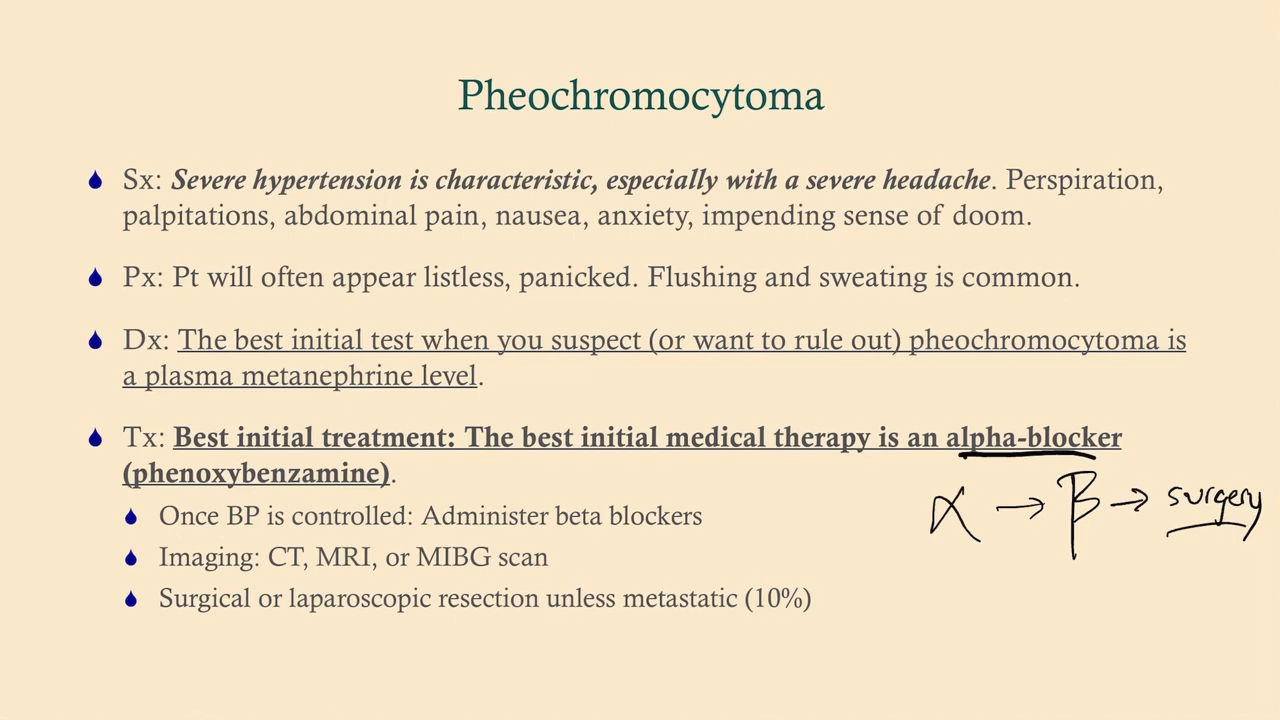 Pheochromocytoma
Sx: Severe hypertension is characteristic, especially with a severe headache. Perspiration,
palpitations, abdominal pain, nausea, anxiety, impending sense of doom.
Px: Pt will often appear listless, panicked. Flushing and sweating is common.
Dx: The best initial test when you suspect (or want to rule out) pheochromocytoma is
a plasma metanephrine level.
Tx: Best initial treatment: The best initial medical therapy is an alpha-blocker
(phenoxybenzamine).
α → β → surgery
Once BP is controlled: Administer beta blockers
Imaging: CT, MRI, or MIBG scan
Surgical or laparoscopic resection unless metastatic (10%)